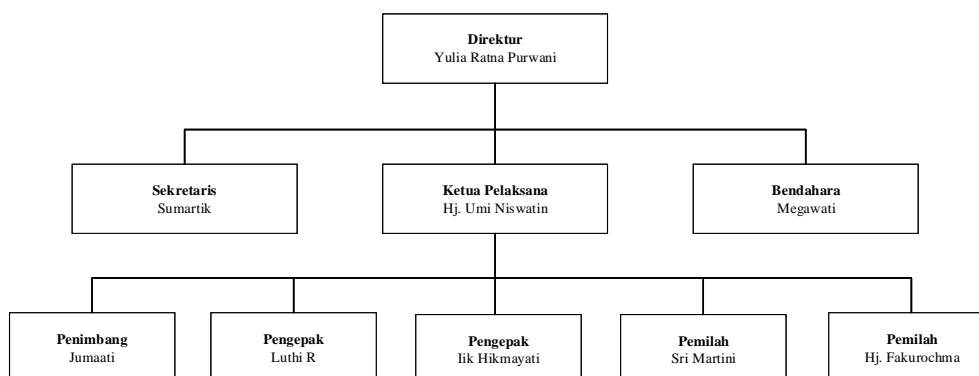 Direktur
Yulia Ratna Purwani
Sekretaris
Sumartik
Ketua Pelaksana
Hj. Umi Niswatin
Bendahara
Megawati
Penimbang
Jumaati
Pengepak
Luthi R
Pengepak
Iik Hikmayati
Pemilah
Sri Martini
Pemilah
Hj. Fakurochma